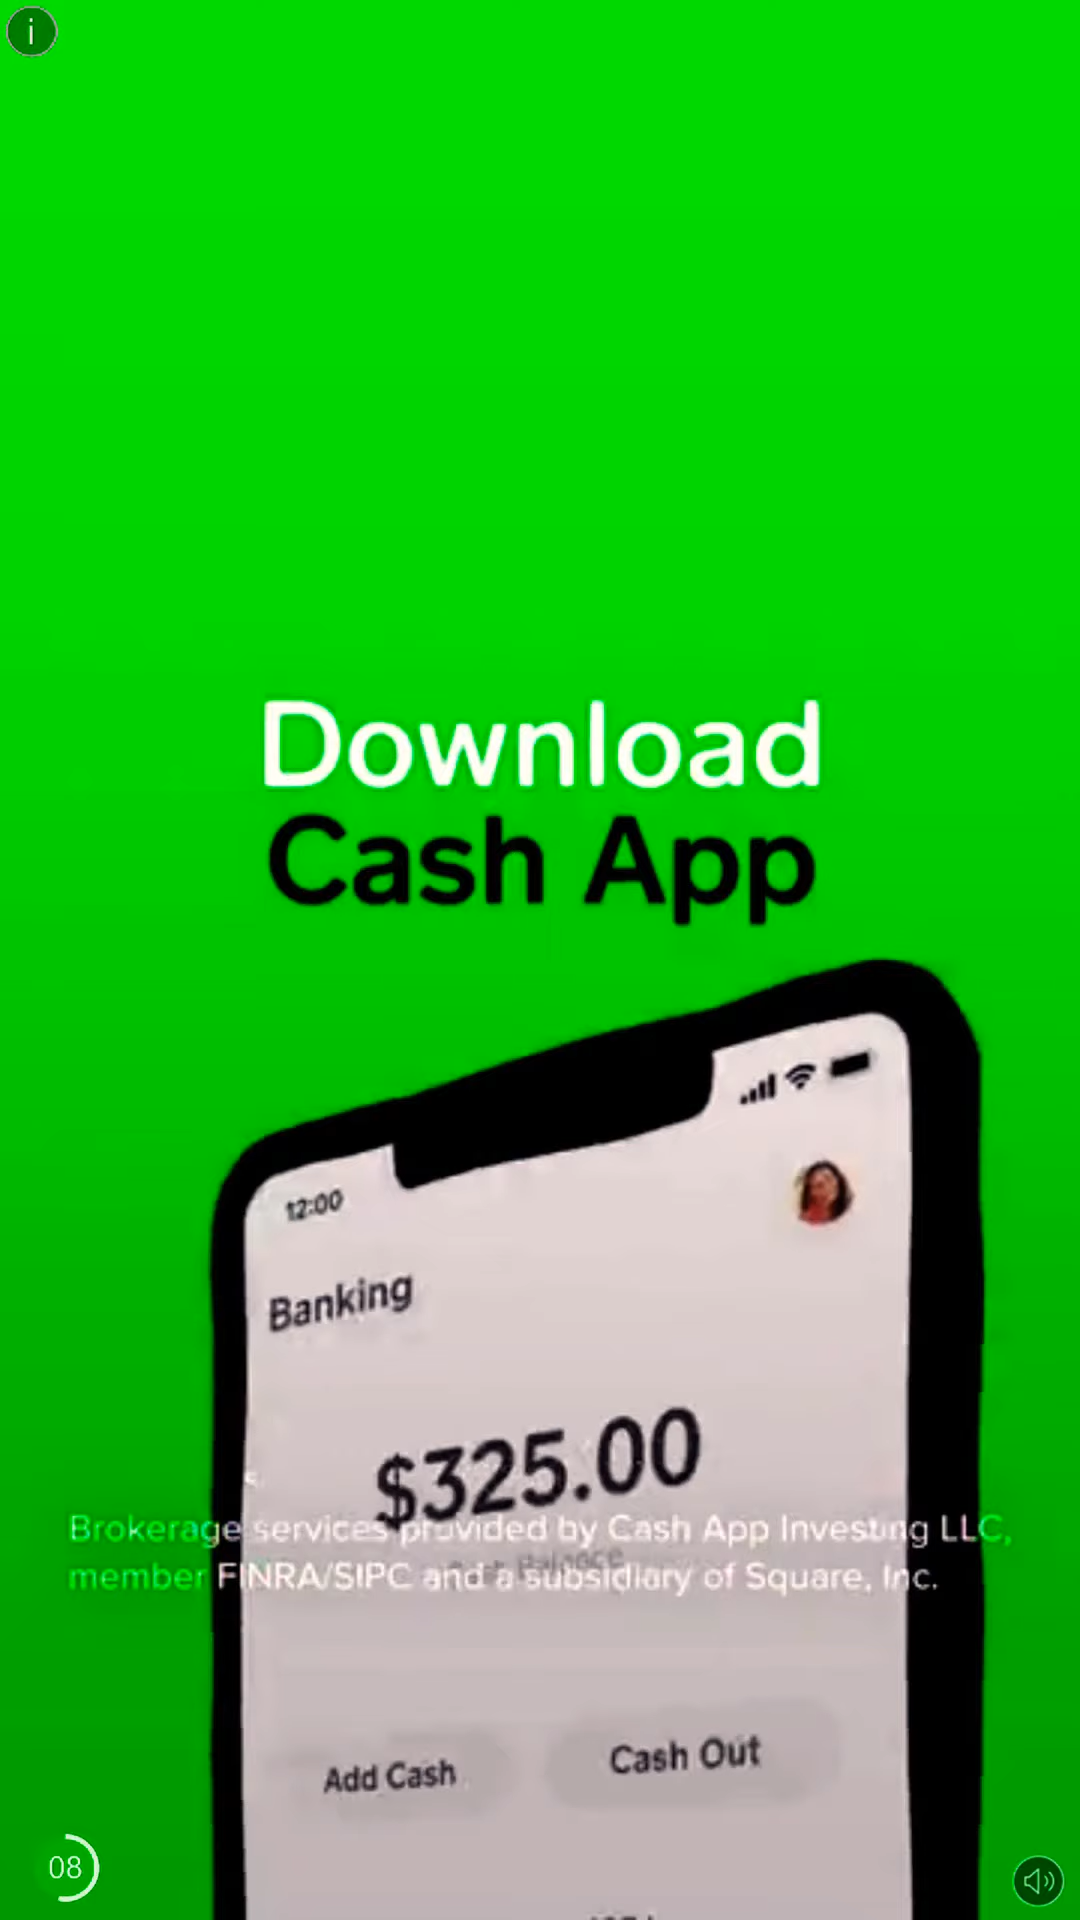 i
Download
Cash App
12:00
Banking
$325.00
Brokerage services provided by Cash App Investing LLC,
member FINRA/SIPC and a subsidiary of Square, Inc.
Balance
Add Cash
Cash Out
08